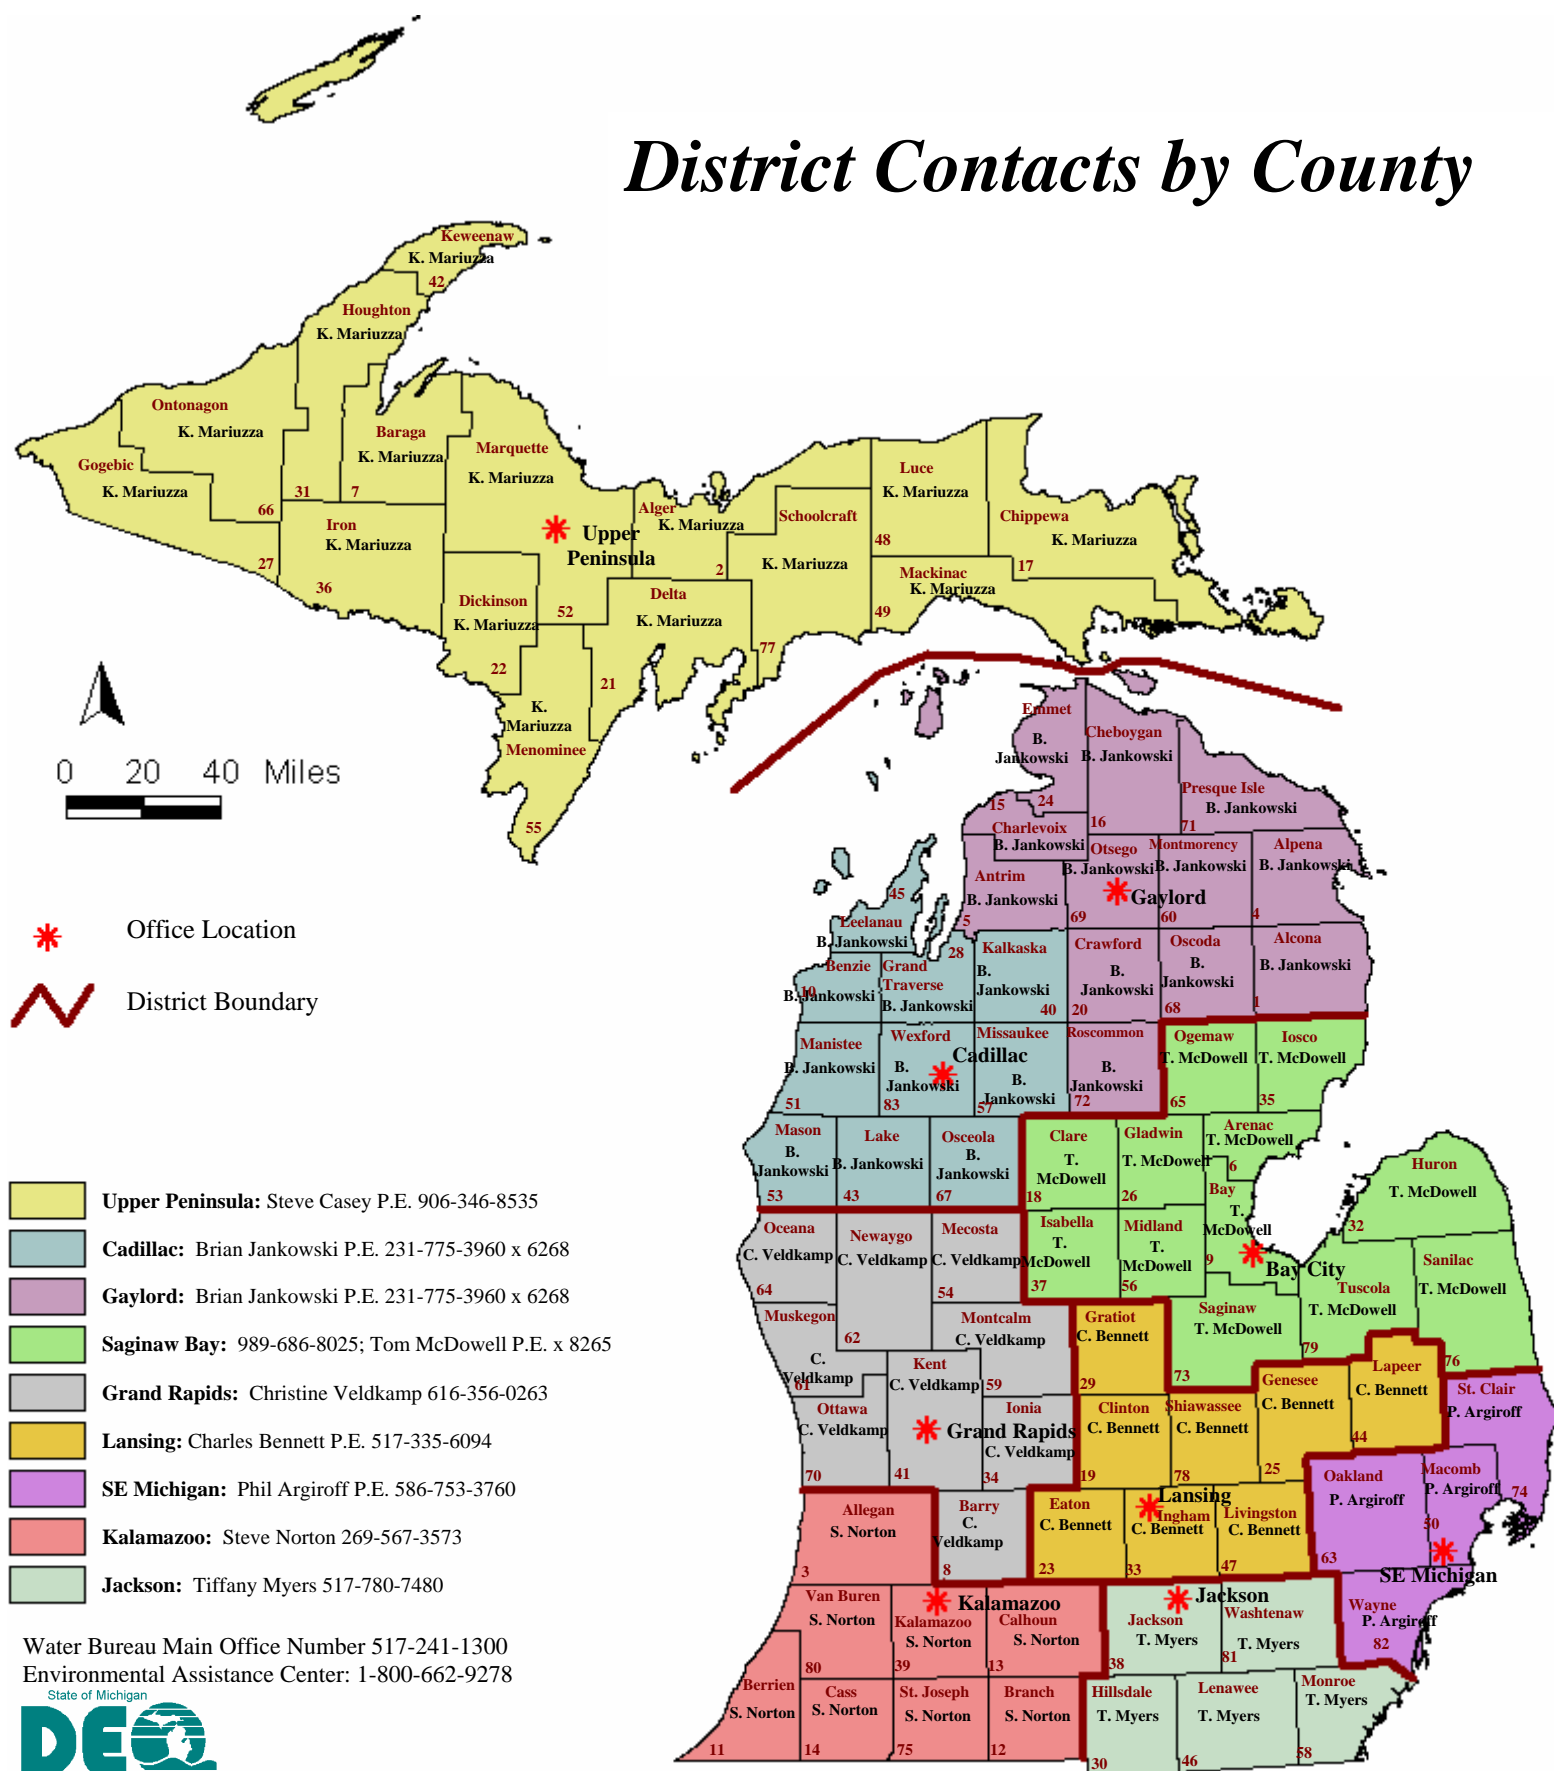 District Contacts by County
Keweenaw
K. Mariuzza
42
Houghton
K. Mariuzza
31
Ontonagon
K. Mariuzza
66
Gogebic
K. Mariuzza
27
Baraga
K. Mariuzza
7
Marquette
K. Mariuzza
52
Iron
K. Mariuzza
36
Upper
Peninsula
Alger
K. Mariuzza
2
Schoolcraft
K. Mariuzza
77
Luce
K. Mariuzza
48
Chippewa
K. Mariuzza
17
Mackinac
K. Mariuzza
49
Dickinson
K. Mariuzza
22
Delta
K. Mariuzza
21
K.
Mariuzza
Menominee
55
0 20 40 Miles
Office Location
District Boundary
Emmet
B.
Jankowski
24
Cheboygan
B. Jankowski
16
Presque Isle
B. Jankowski
71
15
Charlevoix
B. Jankowski
Antrim
B. Jankowski
5
Otsego
B. Jankowski
69
Gaylord
Montmorency
B. Jankowski
60
Alpena
B. Jankowski
4
45
Leelanau
B. Jankowski
Benzie
10
B. Jankowski
28
Grand
Traverse
B. Jankowski
Kalkaska
B.
Jankowski
40
Crawford
B.
Jankowski
20
Oscoda
B.
Jankowski
68
Alcona
B. Jankowski
1
Manistee
B. Jankowski
51
Wexford
B.
Jankowski
83
Cadillac
Missaukee
B.
Jankowski
57
Roscommon
B.
Jankowski
72
Ogemaw
T. McDowell
65
Iosco
T. McDowell
35
Mason
B.
Jankowski
53
Lake
B. Jankowski
43
Osceola
B.
Jankowski
67
Clare
T.
McDowell
18
Gladwin
T. McDowell
26
Arenac
T. McDowell
6
Bay
T.
McDowell
9
Bay City
Huron
T. McDowell
32
Oceana
C. Veldkamp
64
Newaygo
C. Veldkamp
62
Mecosta
C. Veldkamp
54
Isabella
T.
McDowell
37
Midland
T.
McDowell
56
Saginaw
T. McDowell
73
Tuscola
T. McDowell
79
Sanilac
T. McDowell
76
Muskegon
C.
Veldkamp
61
Montcalm
C. Veldkamp
59
Kent
C. Veldkamp
41
Gratiot
C. Bennett
29
Ottawa
C. Veldkamp
70
Grand Rapids
Ionia
C. Veldkamp
34
Clinton
C. Bennett
19
Shiawassee
C. Bennett
78
Genesee
C. Bennett
25
Lapeer
C. Bennett
44
St. Clair
P. Argiroff
74
Allegan
S. Norton
3
Barry
C.
Veldkamp
8
Eaton
C. Bennett
23
Lansing
Ingham
C. Bennett
33
Livingston
C. Bennett
47
Oakland
P. Argiroff
63
Macomb
P. Argiroff
50
SE Michigan
Van Buren
S. Norton
80
Kalamazoo
Kalamazoo
S. Norton
39
Calhoun
S. Norton
13
Jackson
Jackson
T. Myers
38
Washtenaw
T. Myers
81
Wayne
P. Argiroff
82
Berrien
S. Norton
11
Cass
S. Norton
14
St. Joseph
S. Norton
75
Branch
S. Norton
12
Hillsdale
T. Myers
30
Lenawee
T. Myers
46
Monroe
T. Myers
58
Upper Peninsula: Steve Casey P.E. 906-346-8535
Cadillac: Brian Jankowski P.E. 231-775-3960 x 6268
Gaylord: Brian Jankowski P.E. 231-775-3960 x 6268
Saginaw Bay: 989-686-8025; Tom McDowell P.E. x 8265
Grand Rapids: Christine Veldkamp 616-356-0263
Lansing: Charles Bennett P.E. 517-335-6094
SE Michigan: Phil Argiroff P.E. 586-753-3760
Kalamazoo: Steve Norton 269-567-3573
Jackson: Tiffany Myers 517-780-7480
Water Bureau Main Office Number 517-241-1300
Environmental Assistance Center: 1-800-662-9278
State of Michigan
DEQ